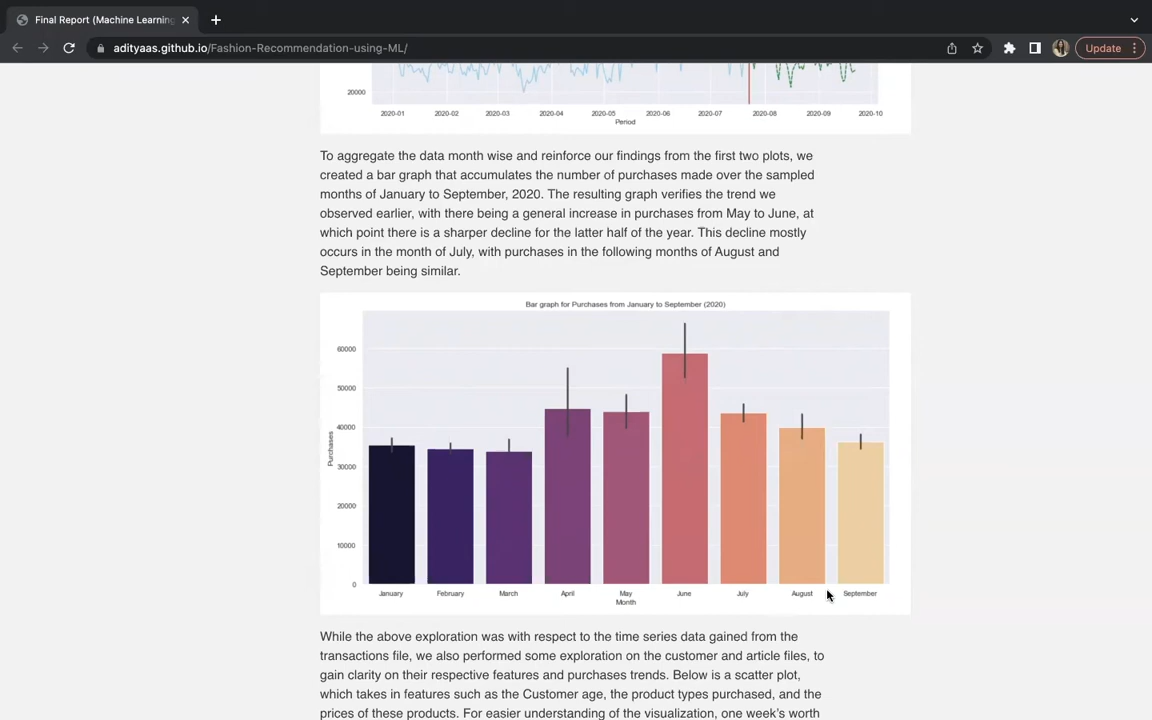 Final Report (Machine Learning
adityaas.github.io/Fashion-Recommendation-using-ML/
Update
20000
2020-01 2020-02 2020-03 2020-04 2020-05 2020-06 2020-07 2020-08 2020-09 2020-10
Period
To aggregate the data month wise and reinforce our findings from the first two plots, we
created a bar graph that accumulates the number of purchases made over the sampled
months of January to September, 2020. The resulting graph verifies the trend we
observed earlier, with there being a general increase in purchases from May to June, at
which point there is a sharper decline for the latter half of the year. This decline mostly
occurs in the month of July, with purchases in the following months of August and
September being similar.
Bar graph for Purchases from January to September (2020)
60000
50000
40000
30000
20000
10000
0
Purchases
January February March April May June July August September
Month
While the above exploration was with respect to the time series data gained from the
transactions file, we also performed some exploration on the customer and article files, to
gain clarity on their respective features and purchases trends. Below is a scatter plot,
which takes in features such as the Customer age, the product types purchased, and the
prices of these products. For easier understanding of the visualization, one week's worth